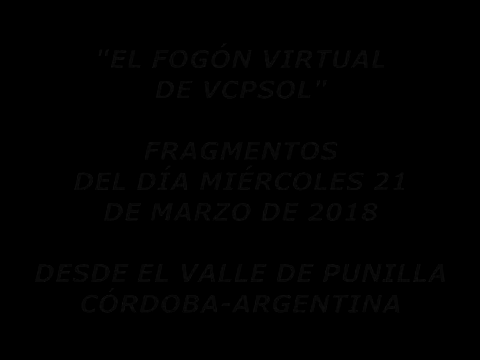 "EL FOGÓN VIRTUAL
DE VCPSOL"
FRAGMENTOS
DEL DÍA MIÉRCOLES 21
DE MARZO DE 2018
DESDE EL VALLE DE PUNILLA
CÓRDOBA-ARGENTINA